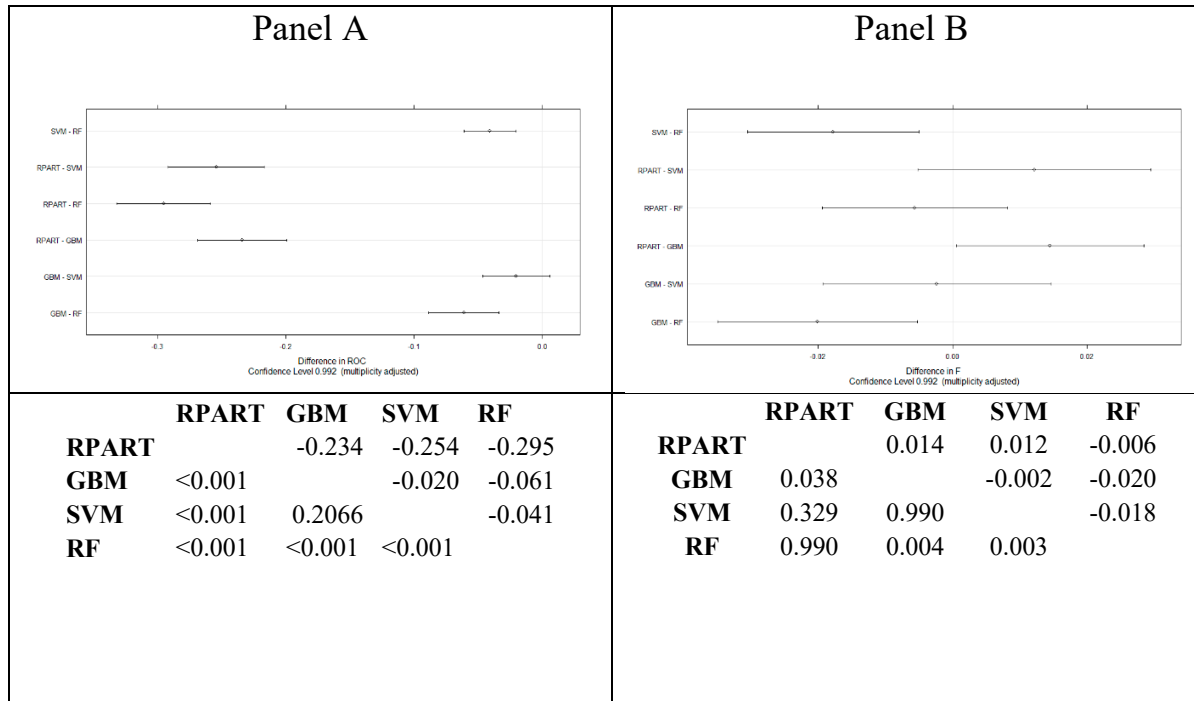 Panel A
SVM - RF
RPART - SVM
RPART - RF
RPART - GBM
GBM - SVM
GBM - RF
-0.3 -0.2 -0.1 0.0
Difference in ROC
Confidence Level 0.992 (multiplicity adjusted)
RPART GBM SVM RF
RPART -0.234 -0.254 -0.295
GBM <0.001 -0.020 -0.061
SVM <0.001 0.2066 -0.041
RF <0.001 <0.001 <0.001
Panel B
SVM - RF
RPART - SVM
RPART - RF
RPART - GBM
GBM - SVM
GBM - RF
-0.02 0.00 0.02
Difference in F
Confidence Level 0.992 (multiplicity adjusted)
RPART GBM SVM RF
RPART 0.014 0.012 -0.006
GBM 0.038 -0.002 -0.020
SVM 0.329 0.990 -0.018
RF 0.990 0.004 0.003